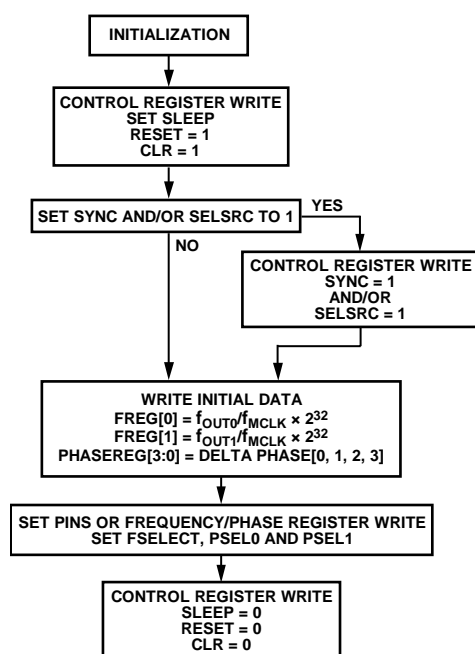 INITIALIZATION
CONTROL REGISTER WRITE
SET SLEEP
RESET = 1
CLR = 1
SET SYNC AND/OR SELSRC TO 1
YES
NO
CONTROL REGISTER WRITE
SYNC = 1
AND/OR
SELSRC = 1
WRITE INITIAL DATA
FREG[0] = fOUT0/fMCLK × 2³²
FREG[1] = fOUT1/fMCLK × 2³²
PHASEREG[3:0] = DELTA PHASE[0, 1, 2, 3]
SET PINS OR FREQUENCY/PHASE REGISTER WRITE
SET FSELECT, PSEL0 AND PSEL1
CONTROL REGISTER WRITE
SLEEP = 0
RESET = 0
CLR = 0